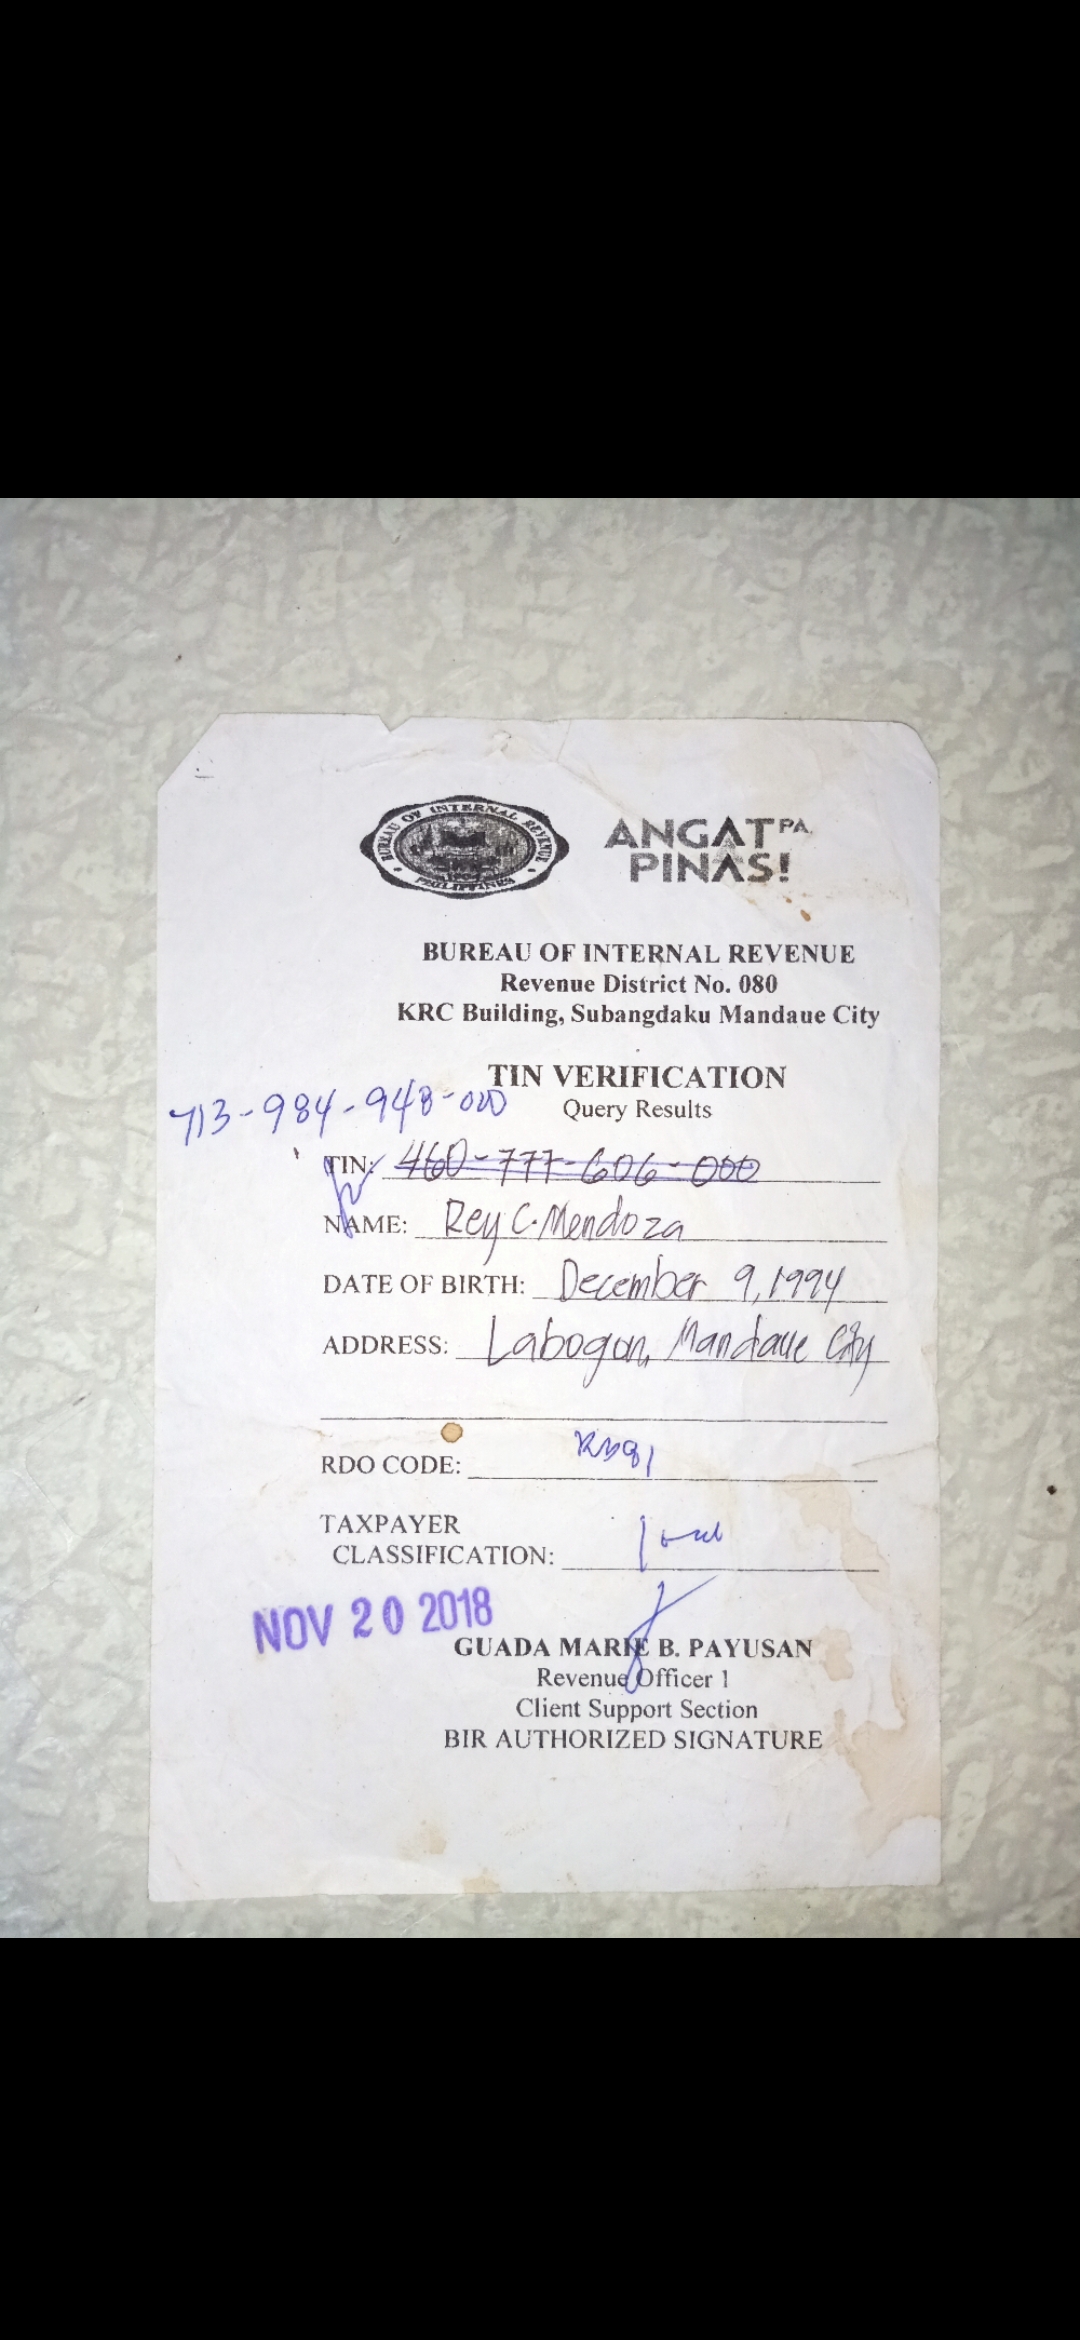 BUREAU OF INTERNAL REVENUE
PHILIPPINES
ANGAT PA
PINAS!
BUREAU OF INTERNAL REVENUE
Revenue District No. 080
KRC Building, Subangdaku Mandaue City
TIN VERIFICATION
Query Results
713-984-948-000
TIN: 460-777-606-000
NAME: Rey C. Mendoza
DATE OF BIRTH: December 9, 1994
ADDRESS: Labogon, Mandaue City
RDO CODE:
TAXPAYER
CLASSIFICATION:
NOV 20 2018
GUADA MARIE B. PAYUSAN
Revenue Officer 1
Client Support Section
BIR AUTHORIZED SIGNATURE